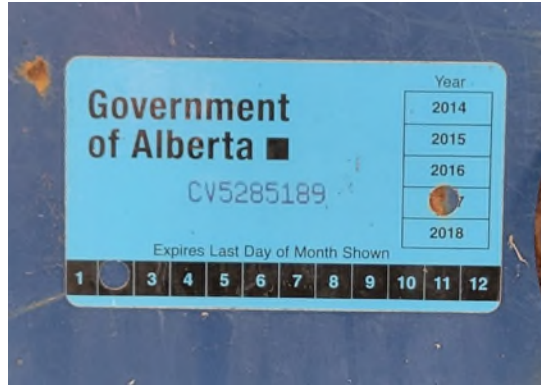 Government
of Alberta
CV5285189
Year
2014
2015
2016
7
2018
Expires Last Day of Month Shown
1 3 4 5 6 7 8 9 10 11 12